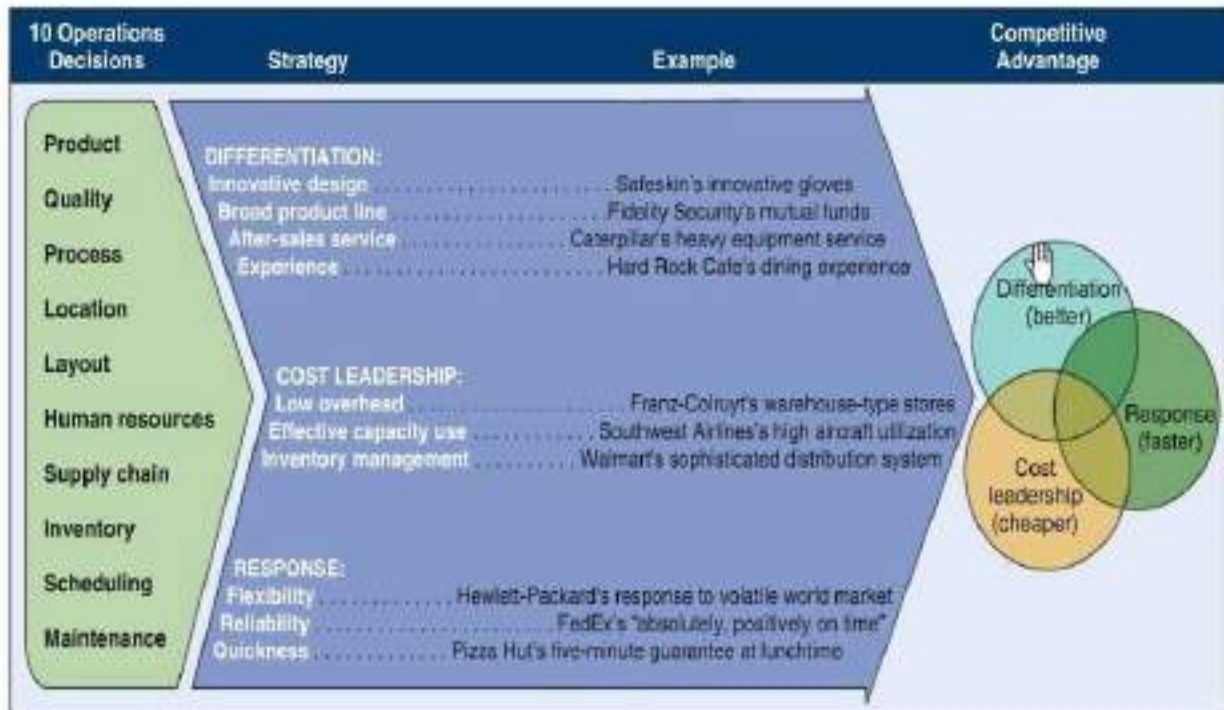 10 Operations
Decisions
Strategy
Example
Competitive
Advantage
Product
Quality
Process
Location
Layout
Human resources
Supply chain
Inventory
Scheduling
Maintenance
DIFFERENTIATION:
Innovative design .......... Safeskin's innovative gloves
Broad product line .......... Fidelity Security's mutual funds
After-sales service .......... Caterpillar's heavy equipment service
Experience .......... Hard Rock Cafe's dining experience
COST LEADERSHIP:
Low overhead .......... Franz-Colruyt's warehouse-type stores
Effective capacity use .......... Southwest Airlines's high aircraft utilization
Inventory management .......... Walmart's sophisticated distribution system
RESPONSE:
Flexibility .......... Hewlett-Packard's response to volatile world market
Reliability .......... FedEx's "absolutely, positively on time"
Quickness .......... Pizza Hut's five-minute guarantee at lunchtime
Differentiation
(better)
Response
(faster)
Cost
leadership
(cheaper)